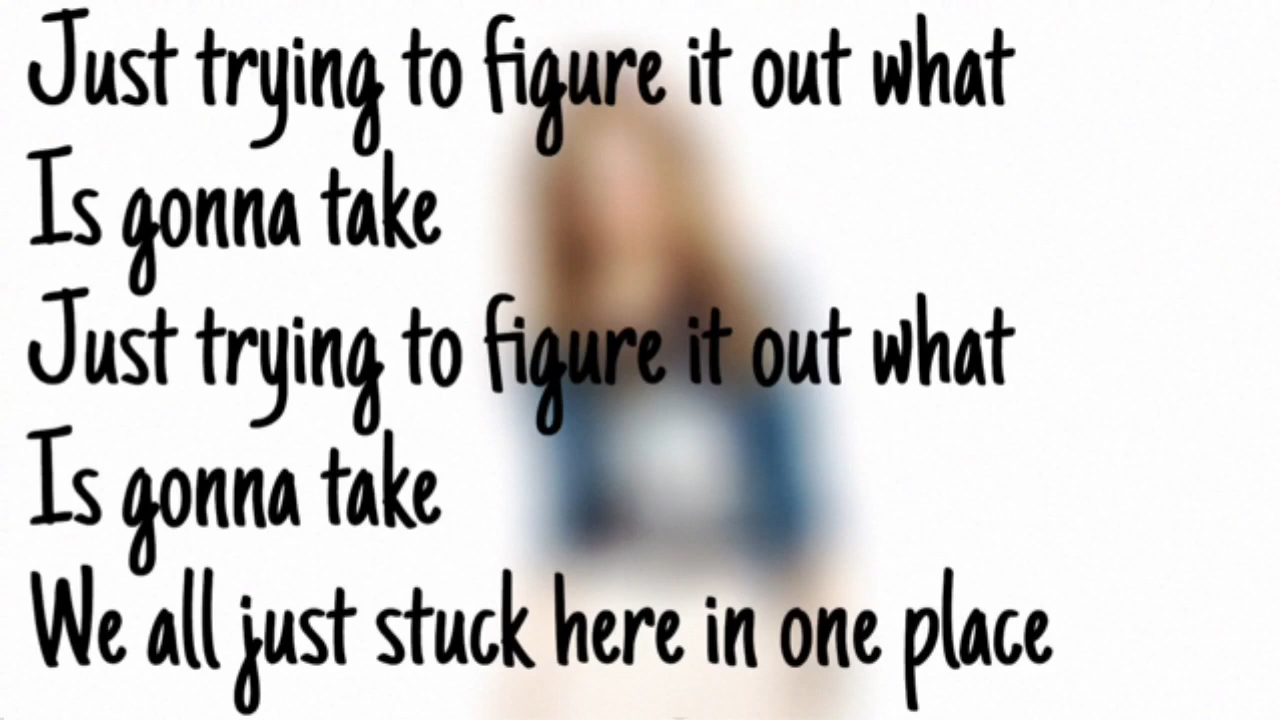 Just trying to figure it out what
Is gonna take
Just trying to figure it out what
Is gonna take
We all just stuck here in one place